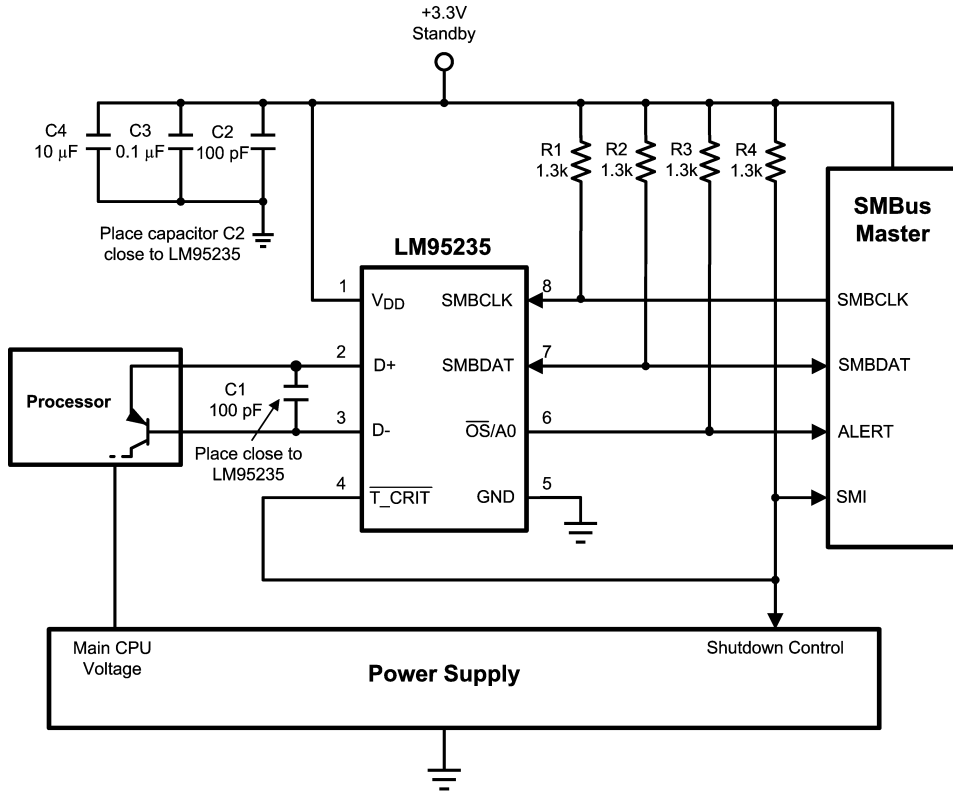 +3.3V
Standby
C4
10 µF
C3
0.1 µF
C2
100 pF
R1
1.3k
R2
1.3k
R3
1.3k
R4
1.3k
Place capacitor C2
close to LM95235
LM95235
SMBus
Master
1
VDD
SMBCLK
8
SMBCLK
2
D+
SMBDAT
7
SMBDAT
Processor
C1
100 pF
3
D-
OS/A0
6
ALERT
Place close to
LM95235
4
T_CRIT
GND
5
SMI
Main CPU
Voltage
Power Supply
Shutdown Control